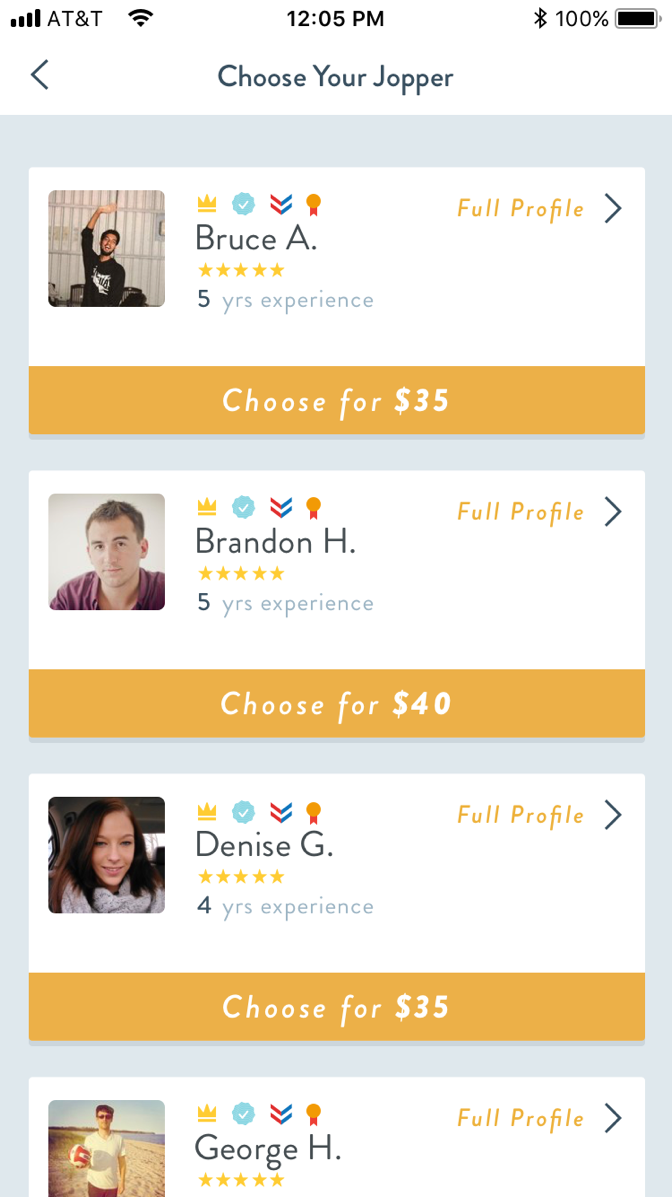 AT&T 12:05 PM 100%
Choose Your Jopper
Full Profile
Bruce A.
5 yrs experience
Choose for $35
Full Profile
Brandon H.
5 yrs experience
Choose for $40
Full Profile
Denise G.
4 yrs experience
Choose for $35
Full Profile
George H.